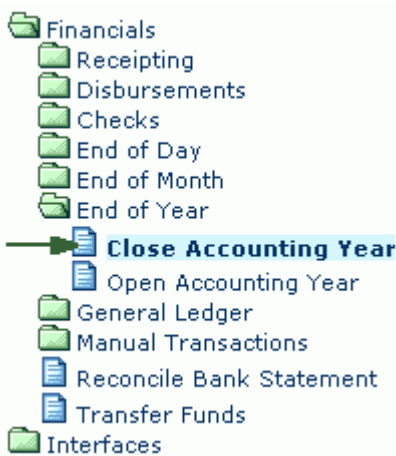 Financials
Receipting
Disbursements
Checks
End of Day
End of Month
End of Year
Close Accounting Year
Open Accounting Year
General Ledger
Manual Transactions
Reconcile Bank Statement
Transfer Funds
Interfaces